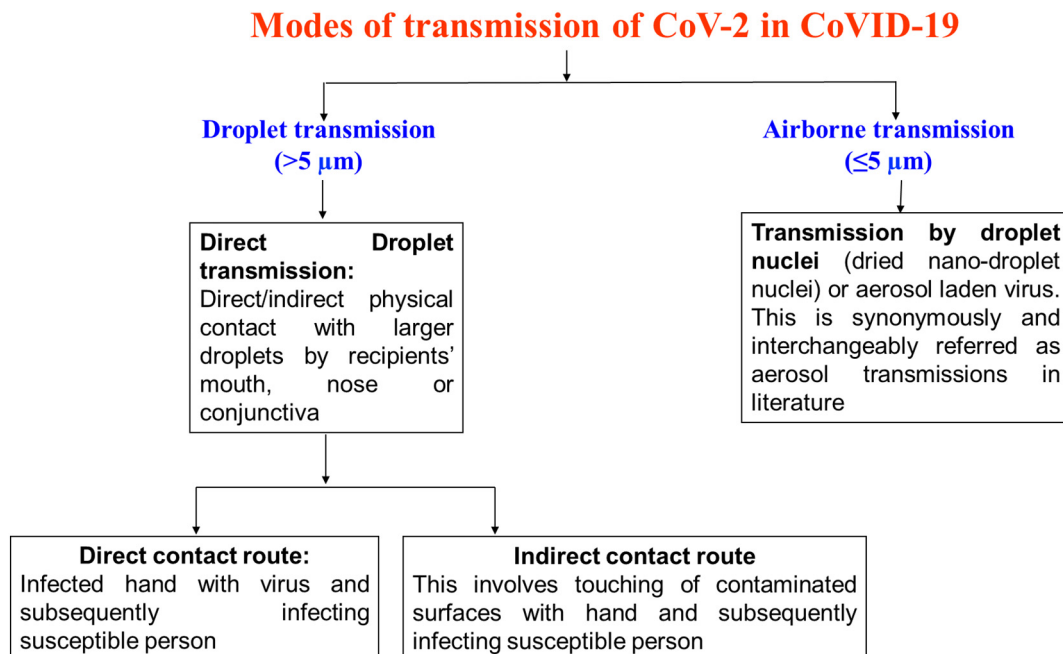 Modes of transmission of CoV-2 in CoVID-19
Droplet transmission
(>5 µm)
Airborne transmission
(≤5 µm)
Direct Droplet
transmission:
Direct/indirect physical
contact with larger
droplets by recipients’
mouth, nose or
conjunctiva
Transmission by droplet
nuclei (dried nano-droplet
nuclei) or aerosol laden virus.
This is synonymously and
interchangeably referred as
aerosol transmissions in
literature
Direct contact route:
Infected hand with virus and
subsequently infecting
susceptible person
Indirect contact route
This involves touching of contaminated
surfaces with hand and subsequently
infecting susceptible person